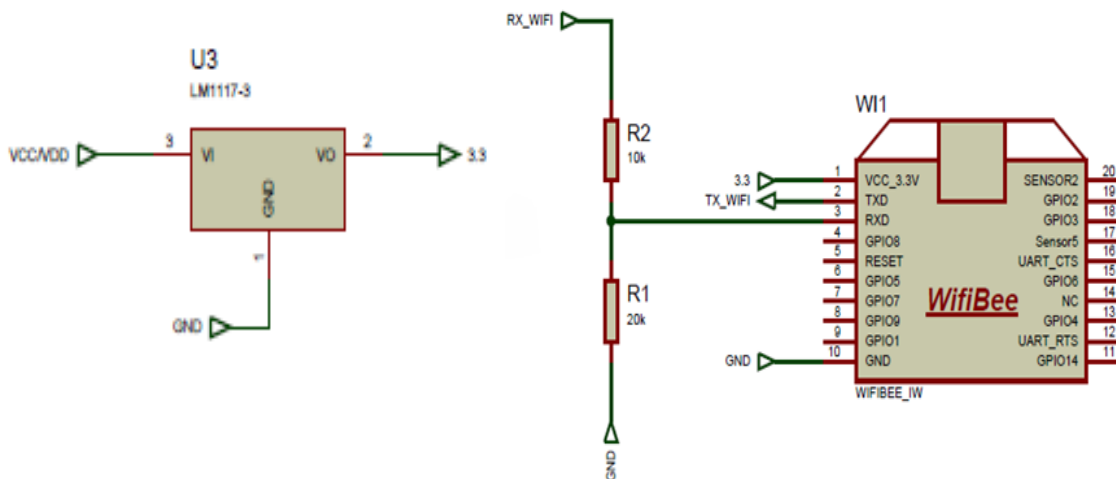 U3
LM1117-3
VCC/VDD
3
VI
VO
2
3.3
GND
1
GND
RX_WIFI
R2
10k
R1
20k
GND
WI1
3.3
TX_WIFI
GND
1 VCC_3.3V
2 TXD
3 RXD
4 GPIO8
5 RESET
6 GPIO5
7 GPIO7
8 GPIO9
9 GPIO1
10 GND
SENSOR2 20
GPIO2 19
GPIO3 18
Sensor5 17
UART_CTS 16
GPIO6 15
NC 14
GPIO4 13
UART_RTS 12
GPIO14 11
WifiBee
WIFIBEE_IW